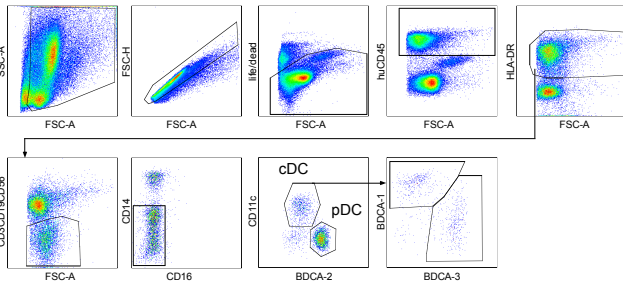 SSC-A
FSC-A
FSC-H
FSC-A
life/dead
FSC-A
huCD45
FSC-A
HLA-DR
FSC-A
CD3CD19CD56
FSC-A
CD14
CD16
CD11c
cDC
pDC
BDCA-2
BDCA-1
BDCA-3